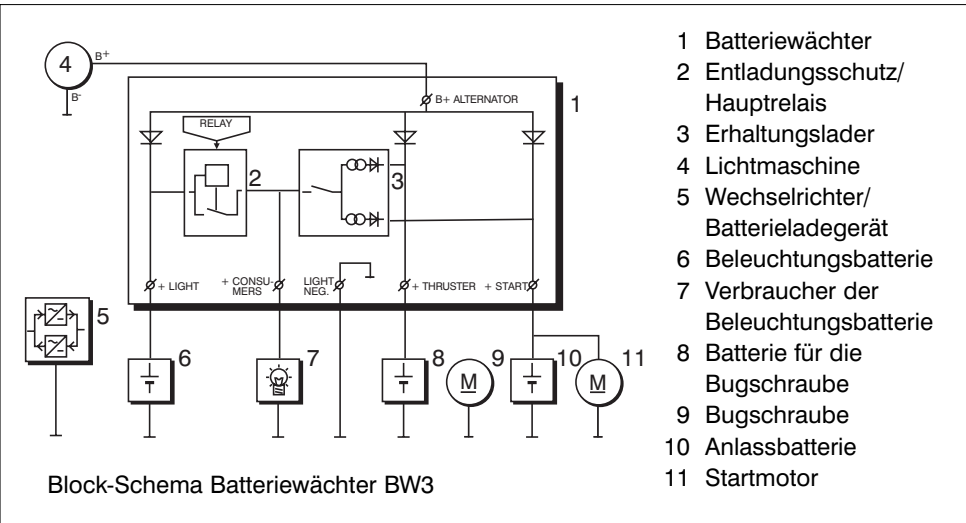 4
B+
B-
B+ ALTERNATOR
1
RELAY
2
3
+ LIGHT
+ CONSU-
MERS
LIGHT
NEG.
+ THRUSTER
+ START
5
6
7
8
M
9
10
M
11
Block-Schema Batteriewächter BW3
1 Batteriewächter
2 Entladungsschutz/
Hauptrelais
3 Erhaltungslader
4 Lichtmaschine
5 Wechselrichter/
Batterieladegerät
6 Beleuchtungsbatterie
7 Verbraucher der
Beleuchtungsbatterie
8 Batterie für die
Bugschraube
9 Bugschraube
10 Anlassbatterie
11 Startmotor